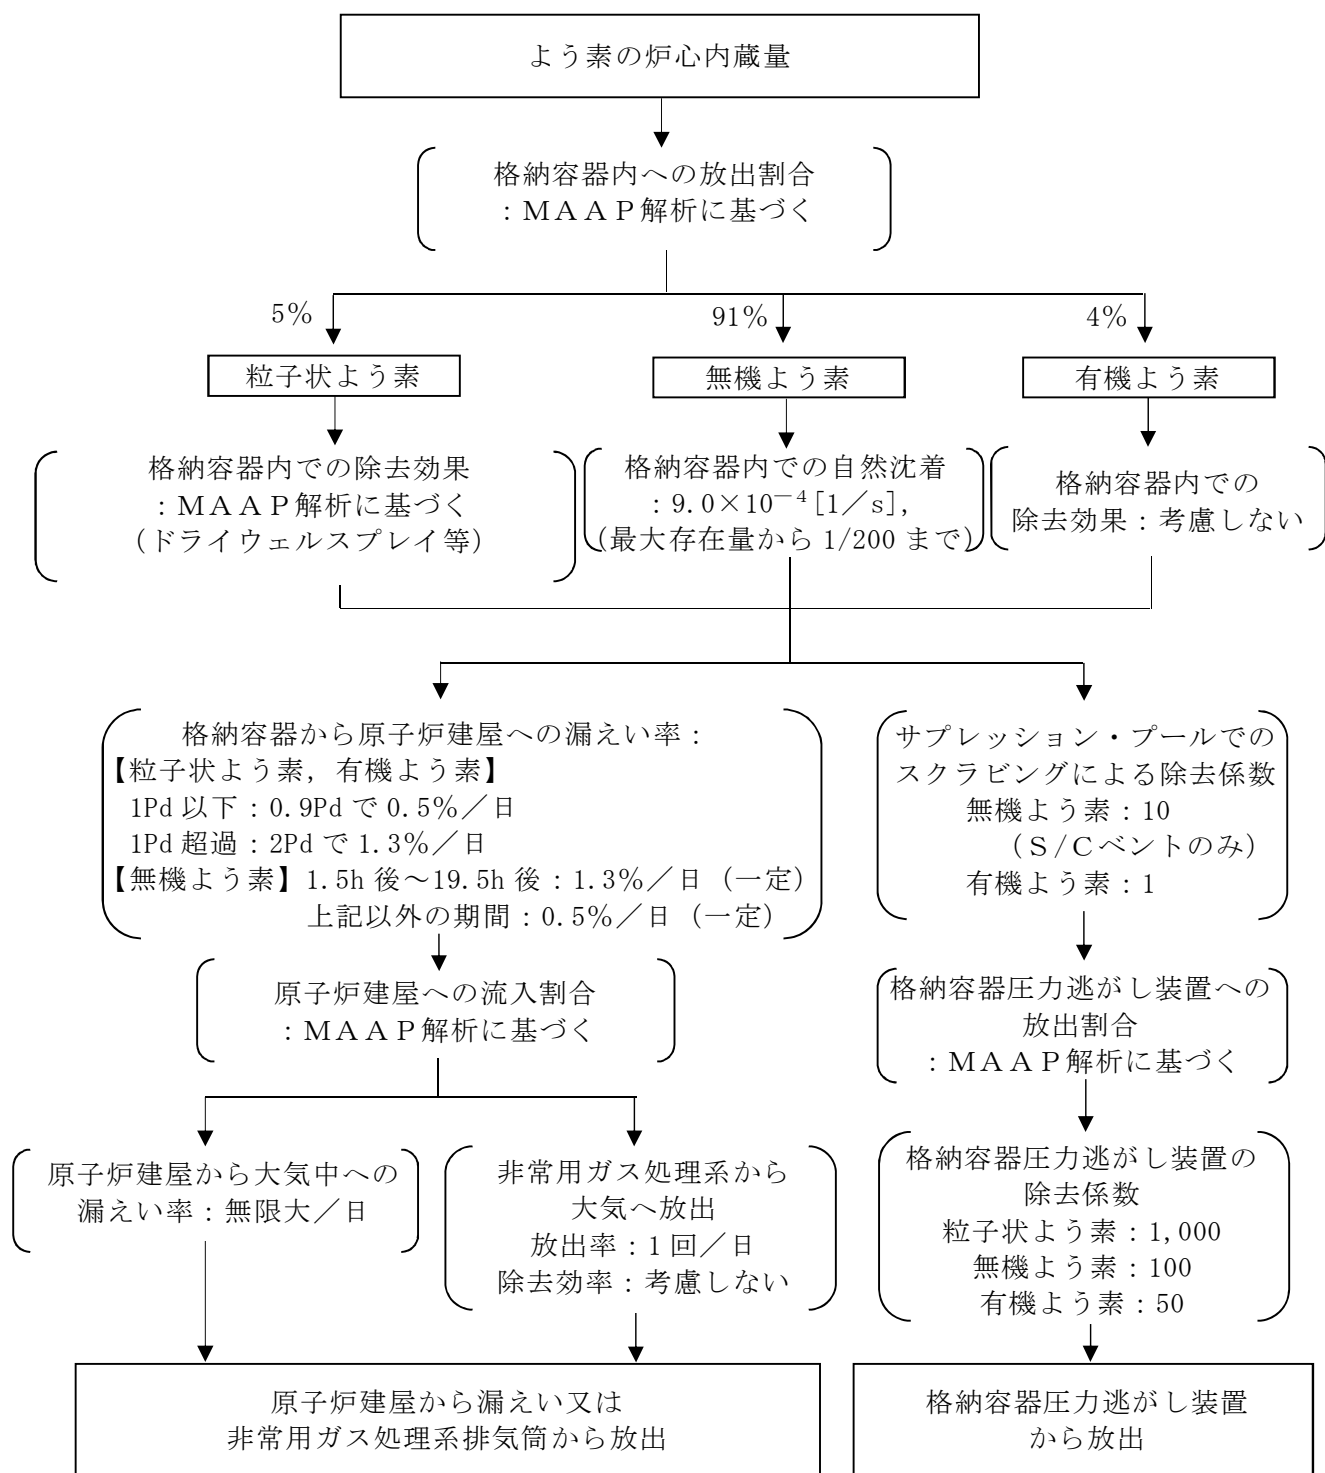 よう素の炉心内蔵量
格納容器内への放出割合
：ＭＡＡＰ解析に基づく
5%
91%
4%
粒子状よう素
無機よう素
有機よう素
格納容器内での除去効果
：ＭＡＡＰ解析に基づく
（ドライウェルスプレイ等）
格納容器内での自然沈着
：9.0×10⁻⁴[1／s]，
（最大存在量から 1/200 まで）
格納容器内での
除去効果：考慮しない
格納容器から原子炉建屋への漏えい率：
【粒子状よう素，有機よう素】
1Pd 以下：0.9Pd で 0.5%／日
1Pd 超過：2Pd で 1.3%／日
【無機よう素】1.5h 後～19.5h 後：1.3%／日（一定）
上記以外の期間：0.5%／日（一定）
サプレッション・プールでの
スクラビングによる除去係数
無機よう素：10
（Ｓ/Ｃベントのみ）
有機よう素：1
原子炉建屋への流入割合
：ＭＡＡＰ解析に基づく
格納容器圧力逃がし装置への
放出割合
：ＭＡＡＰ解析に基づく
原子炉建屋から大気中への
漏えい率：無限大／日
非常用ガス処理系から
大気へ放出
放出率：1 回／日
除去効率：考慮しない
格納容器圧力逃がし装置の
除去係数
粒子状よう素：1,000
無機よう素：100
有機よう素：50
原子炉建屋から漏えい又は
非常用ガス処理系排気筒から放出
格納容器圧力逃がし装置
から放出